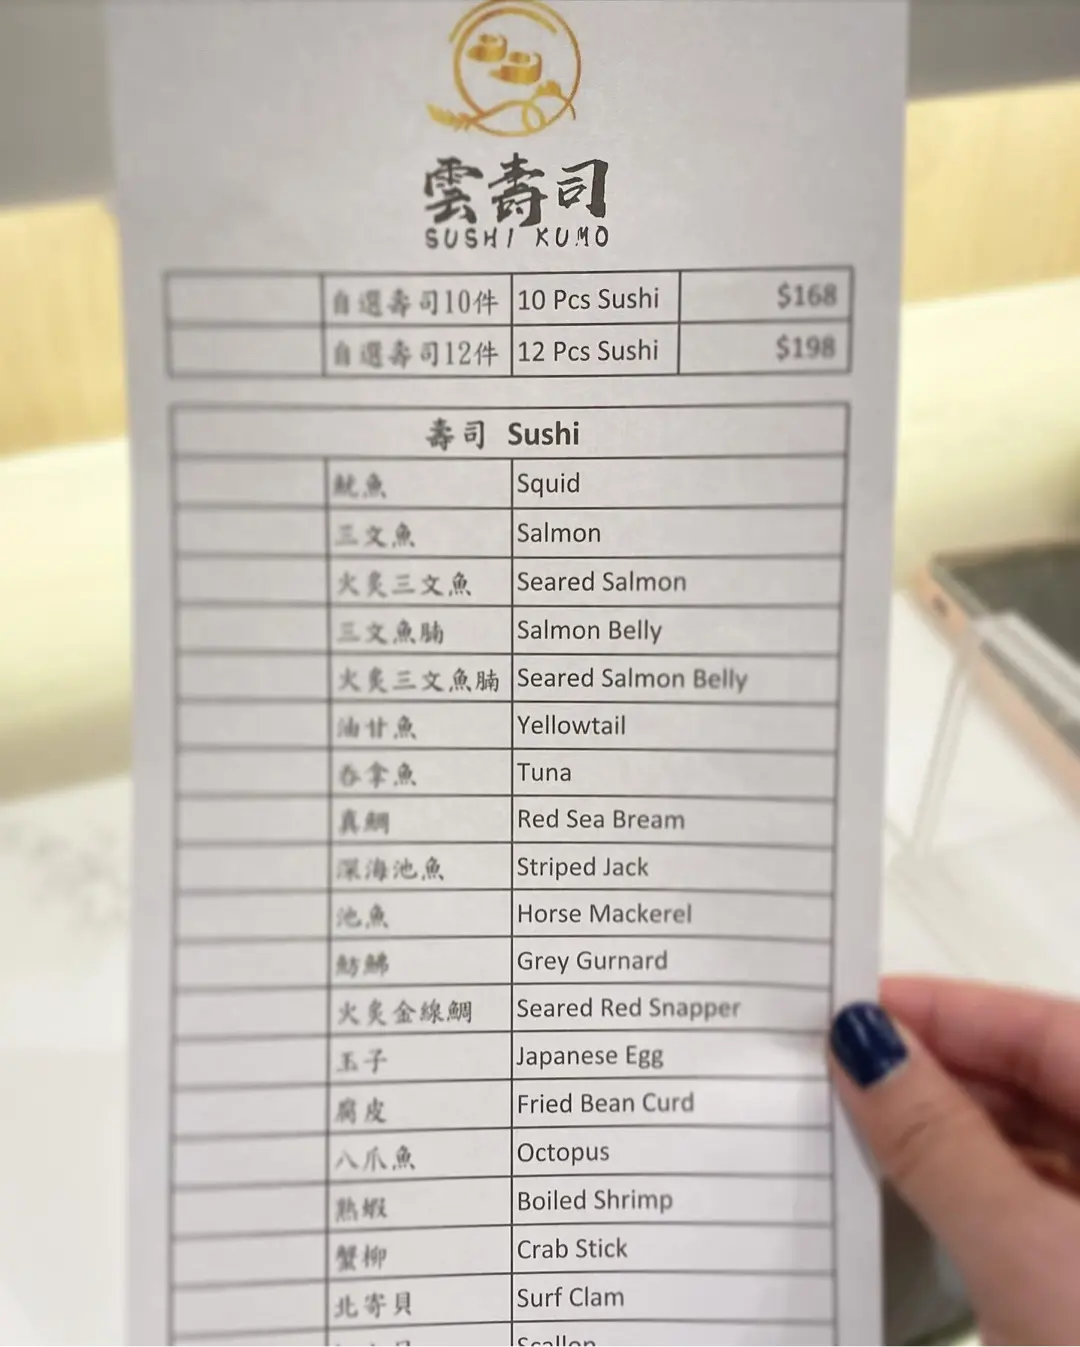 雲壽司
SUSHI KUMO
自選壽司10件 10 Pcs Sushi $168
自選壽司12件 12 Pcs Sushi $198
壽司 Sushi
魷魚 Squid
三文魚 Salmon
火炙三文魚 Seared Salmon
三文魚腩 Salmon Belly
火炙三文魚腩 Seared Salmon Belly
油甘魚 Yellowtail
吞拿魚 Tuna
真鯛 Red Sea Bream
深海池魚 Striped Jack
池魚 Horse Mackerel
魴鮄 Grey Gurnard
火炙金線鯛 Seared Red Snapper
玉子 Japanese Egg
腐皮 Fried Bean Curd
八爪魚 Octopus
熟蝦 Boiled Shrimp
蟹柳 Crab Stick
北寄貝 Surf Clam
Scallop